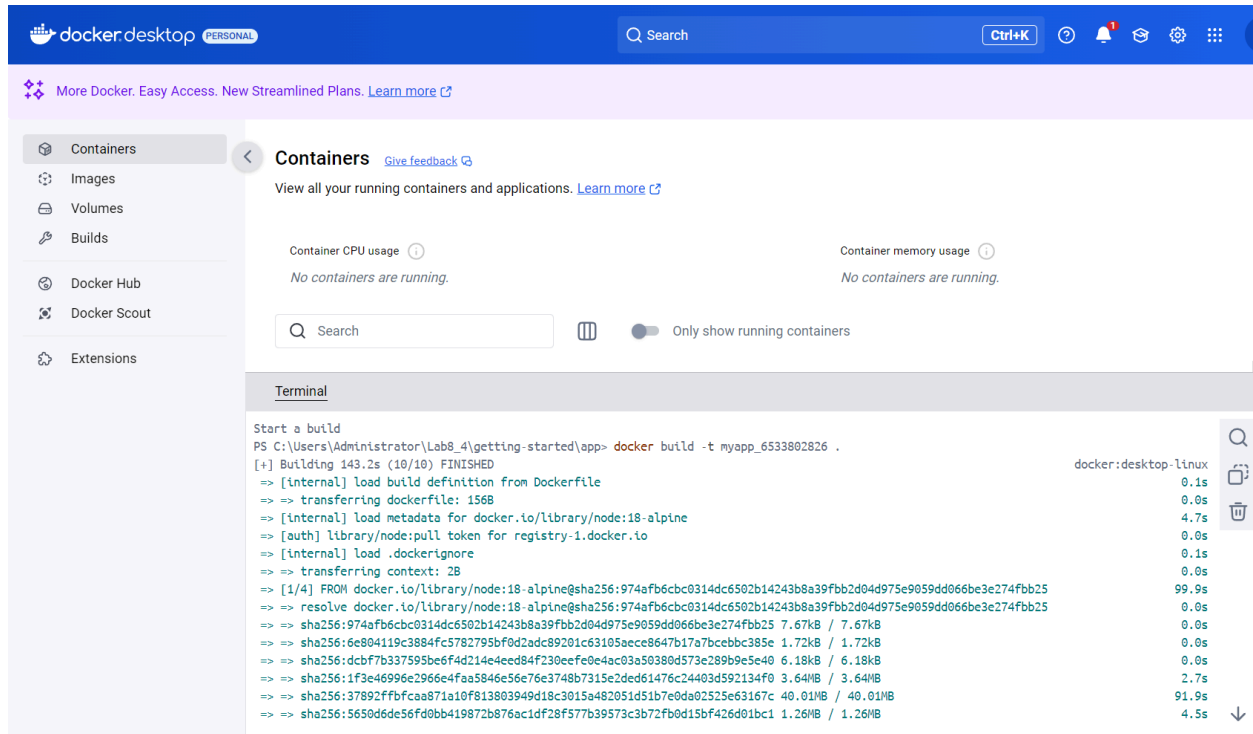 docker.desktop PERSONAL
Search
Ctrl+K
1
More Docker. Easy Access. New Streamlined Plans. Learn more
Containers
Images
Volumes
Builds
Docker Hub
Docker Scout
Extensions
Containers Give feedback
View all your running containers and applications. Learn more
Container CPU usage
No containers are running.
Container memory usage
No containers are running.
Search
Only show running containers
Terminal
Start a build
PS C:\Users\Administrator\Lab8_4\getting-started\app> docker build -t myapp_6533802826 .
[+] Building 143.2s (10/10) FINISHED docker:desktop-linux
=> [internal] load build definition from Dockerfile 0.1s
=> => transferring dockerfile: 156B 0.0s
=> [internal] load metadata for docker.io/library/node:18-alpine 4.7s
=> [auth] library/node:pull token for registry-1.docker.io 0.0s
=> [internal] load .dockerignore 0.1s
=> => transferring context: 2B 0.0s
=> [1/4] FROM docker.io/library/node:18-alpine@sha256:974afb6cbc0314dc6502b14243b8a39fbb2d04d975e9059dd066be3e274fbb25 99.9s
=> => resolve docker.io/library/node:18-alpine@sha256:974afb6cbc0314dc6502b14243b8a39fbb2d04d975e9059dd066be3e274fbb25 0.0s
=> => sha256:974afb6cbc0314dc6502b14243b8a39fbb2d04d975e9059dd066be3e274fbb25 7.67kB / 7.67kB 0.0s
=> => sha256:6e804119c3884fc5782795bf0d2adc89201c63105aece8647b17a7bcebbc385e 1.72kB / 1.72kB 0.0s
=> => sha256:dcbf7b337595be6f4d214e4eed84f230eefe0e4ac03a50380d573e289b9e5e40 6.18kB / 6.18kB 0.0s
=> => sha256:1f3e46996e2966e4faa5846e56e76e3748b7315e2ded61476c24403d592134f0 3.64MB / 3.64MB 2.7s
=> => sha256:37892ffbfcaa871a10f813803949d18c3015a482051d51b7e0da02525e63167c 40.01MB / 40.01MB 91.9s
=> => sha256:5650d6de56fd0bb419872b876ac1df28f577b39573c3b72fb0d15bf426d01bc1 1.26MB / 1.26MB 4.5s